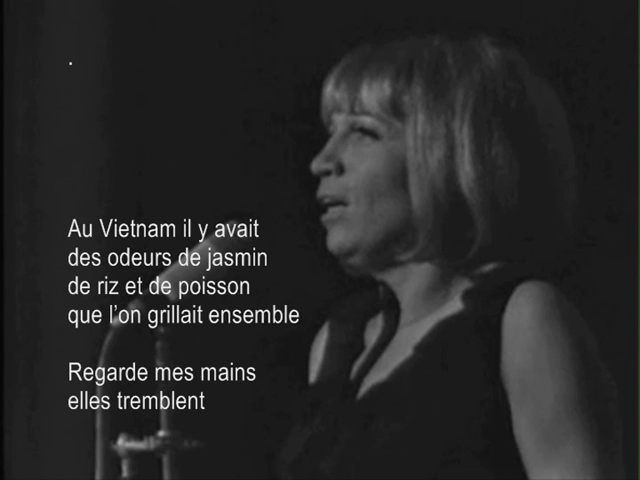 Au Vietnam il y avait
des odeurs de jasmin
de riz et de poisson
que l'on grillait ensemble
Regarde mes mains
elles tremblent